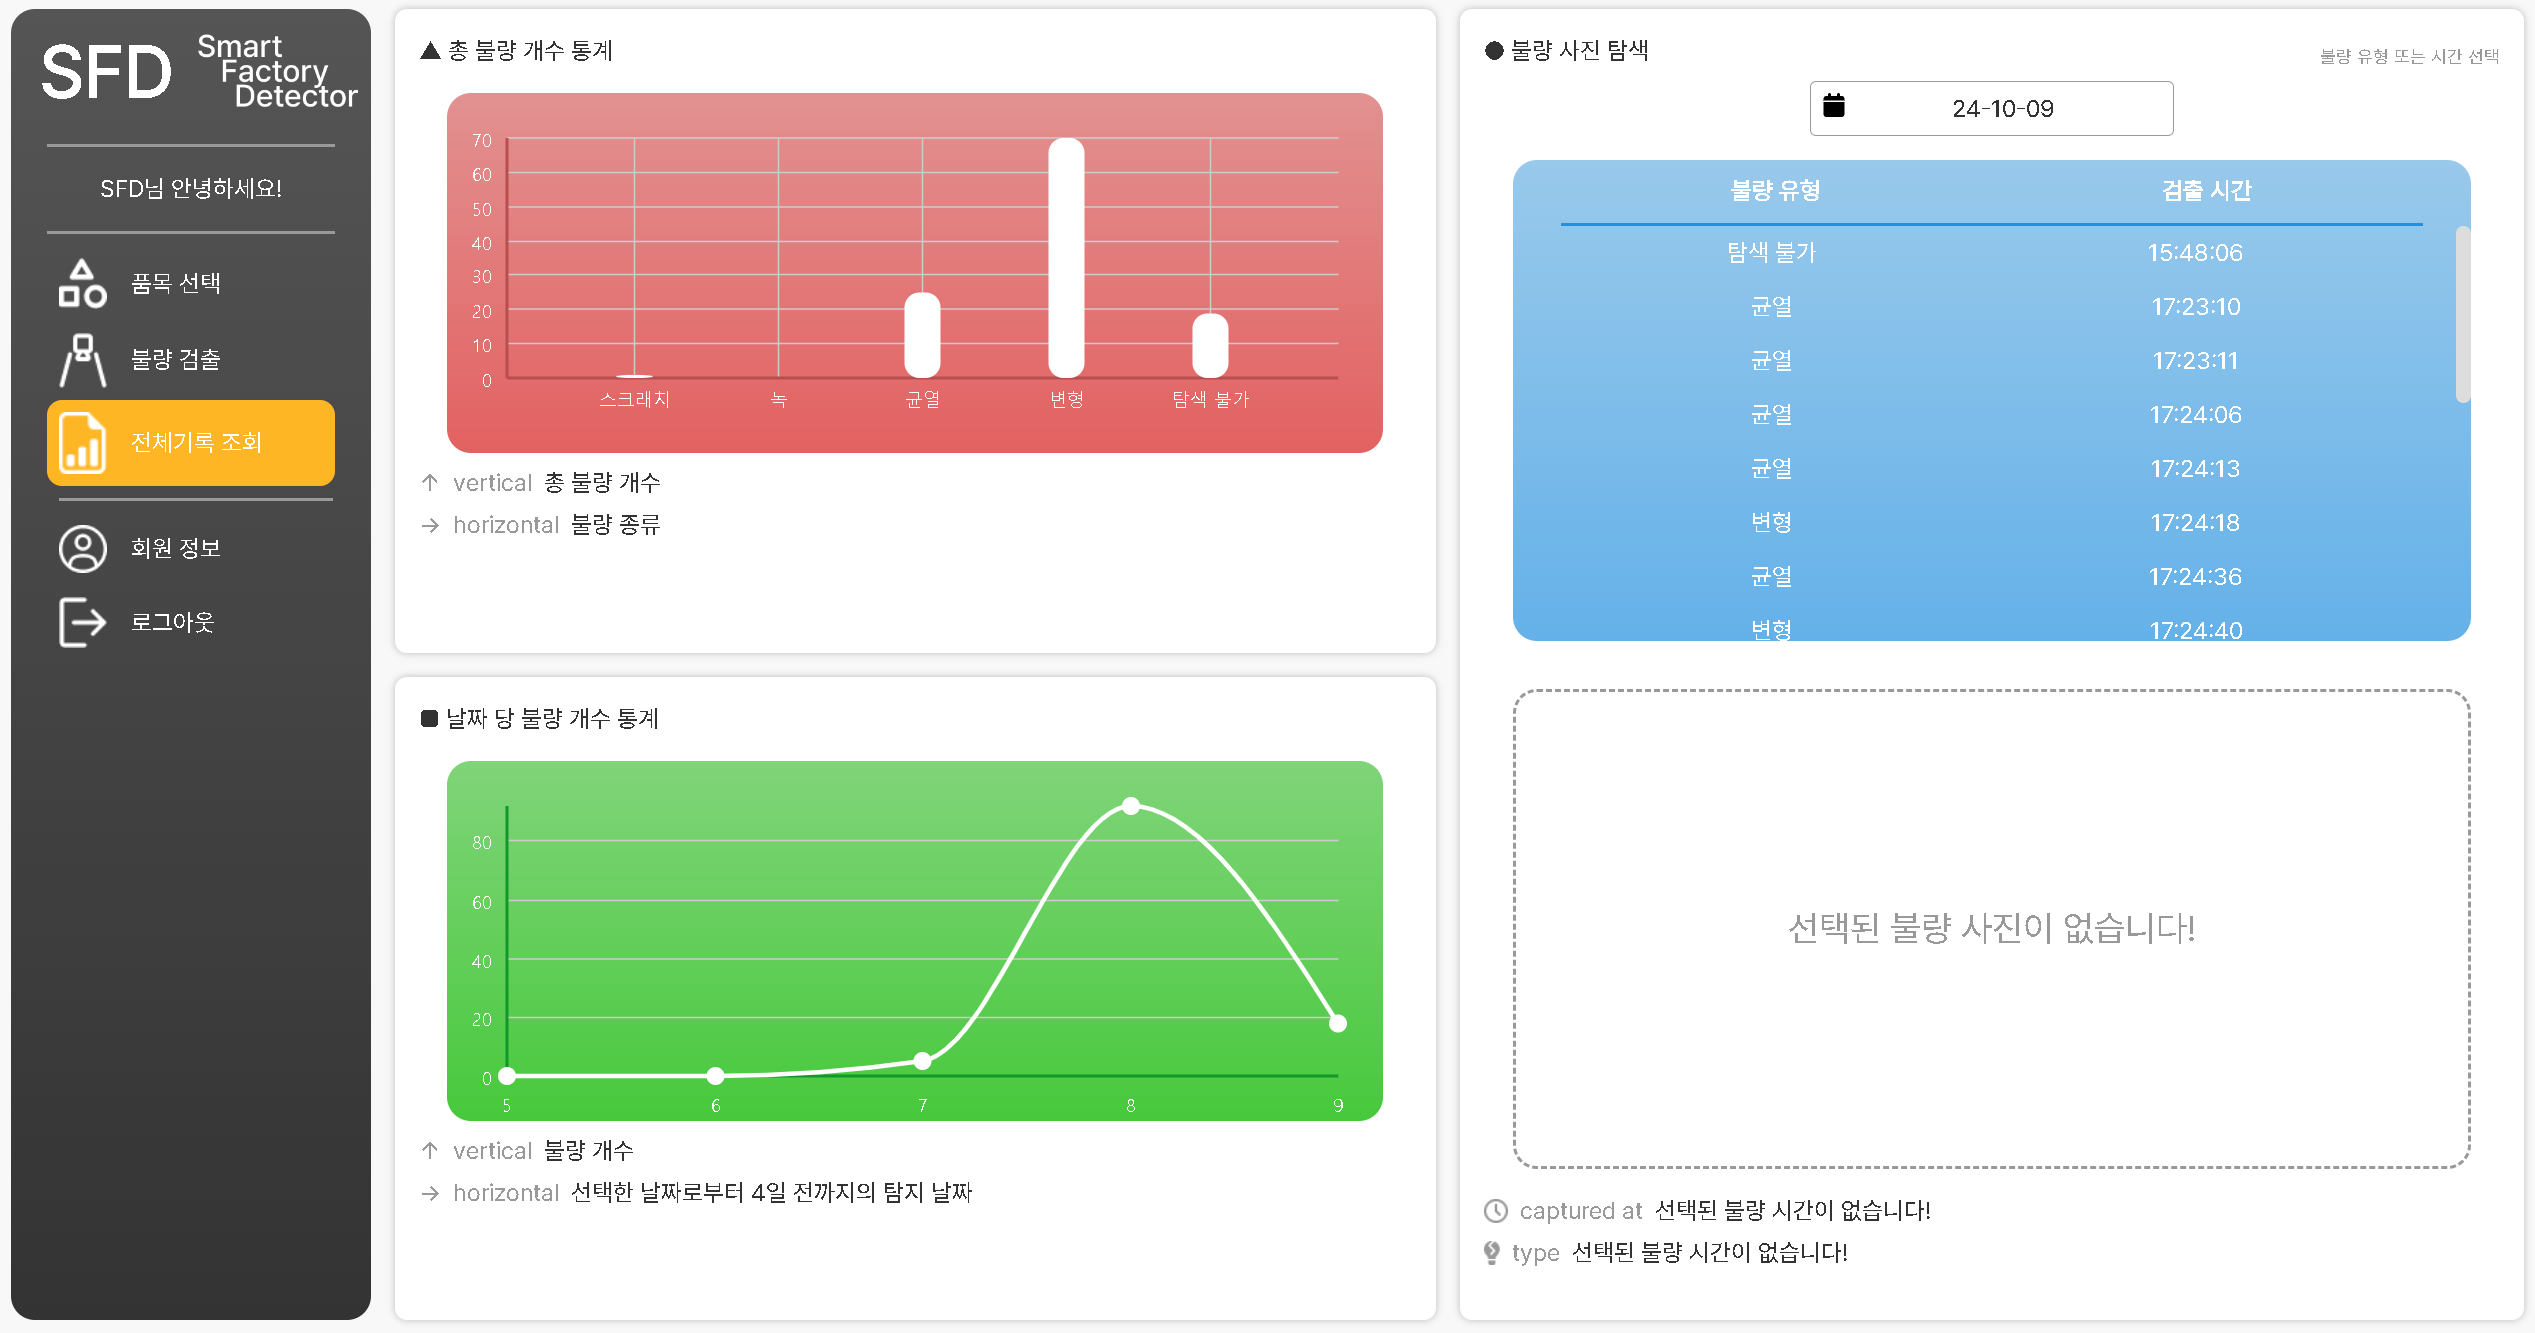 SFD
Smart
Factory
Detector
SFD님 안녕하세요!
품목 선택
불량 검출
전체기록 조회
회원 정보
로그아웃
▲ 총 불량 개수 통계
70
60
50
40
30
20
10
0
스크래치 녹 균열 변형 탐색 불가
↑ vertical 총 불량 개수
→ horizontal 불량 종류
■ 날짜 당 불량 개수 통계
80
60
40
20
0
5 6 7 8 9
↑ vertical 불량 개수
→ horizontal 선택한 날짜로부터 4일 전까지의 탐지 날짜
● 불량 사진 탐색
불량 유형 또는 시간 선택
24-10-09
불량 유형 검출 시간
탐색 불가 15:48:06
균열 17:23:10
균열 17:23:11
균열 17:24:06
균열 17:24:13
변형 17:24:18
균열 17:24:36
변형 17:24:40
선택된 불량 사진이 없습니다!
captured at 선택된 불량 시간이 없습니다!
type 선택된 불량 시간이 없습니다!